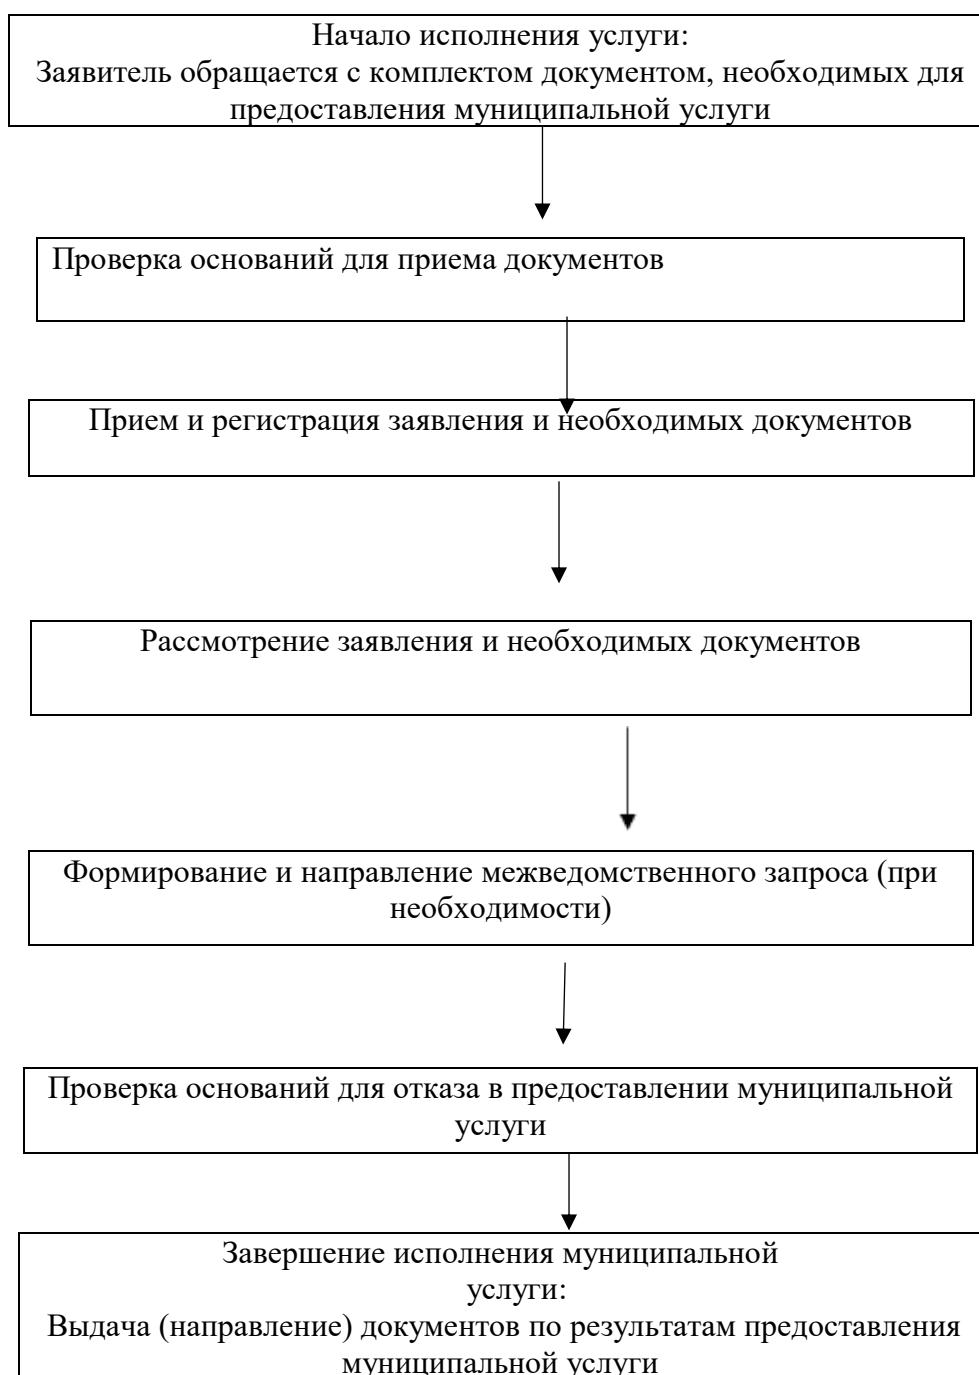 Начало исполнения услуги:
Заявитель обращается с комплектом документом, необходимых для
предоставления муниципальной услуги
Проверка оснований для приема документов
Прием и регистрация заявления и необходимых документов
Рассмотрение заявления и необходимых документов
Формирование и направление межведомственного запроса (при
необходимости)
Проверка оснований для отказа в предоставлении муниципальной
услуги
Завершение исполнения муниципальной
услуги:
Выдача (направление) документов по результатам предоставления
муниципальной услуги